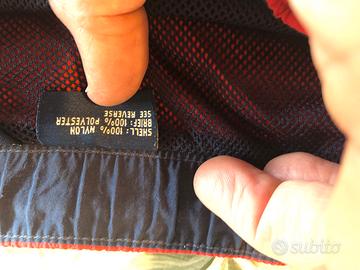 SHELL: 100% NYLON
BRIEF: 100% POLYESTER
SEE REVERSE
subito